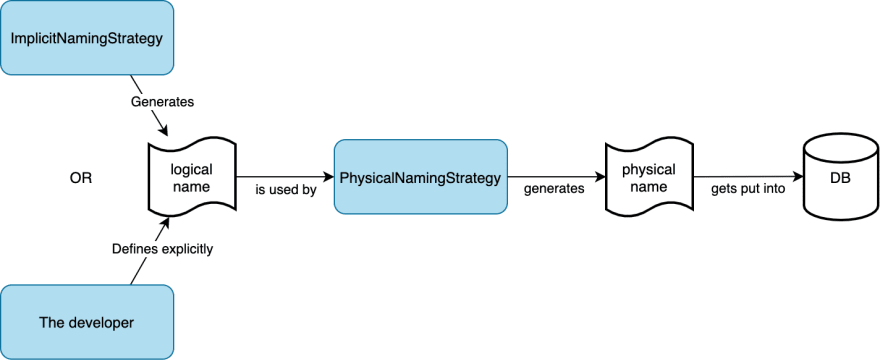 ImplicitNamingStrategy
Generates
OR
logical
name
is used by
PhysicalNamingStrategy
generates
physical
name
gets put into
DB
Defines explicitly
The developer